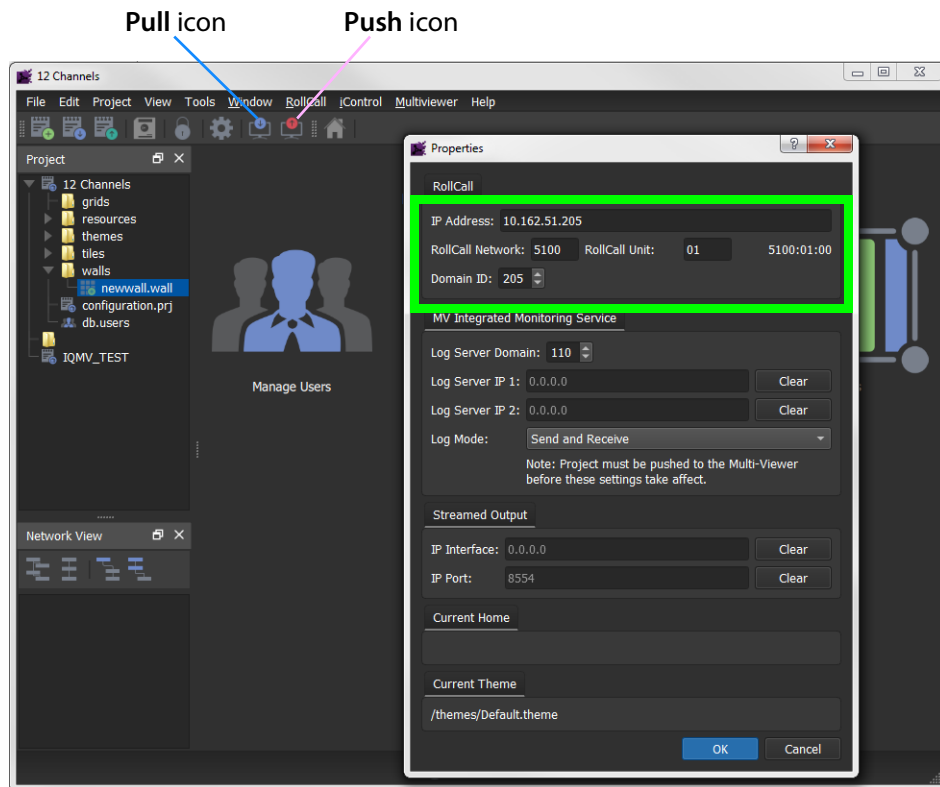 Pull icon
Push icon
12 Channels
File Edit Project View Tools Window RollCall iControl Multiviewer Help
Project
12 Channels
grids
resources
themes
tiles
walls
newwall.wall
configuration.prj
db.users
IQMV_TEST
Manage Users
Network View
Properties
RollCall
IP Address: 10.162.51.205
RollCall Network: 5100 RollCall Unit: 01 5100:01:00
Domain ID: 205
MV Integrated Monitoring Service
Log Server Domain: 110
Log Server IP 1: 0.0.0.0 Clear
Log Server IP 2: 0.0.0.0 Clear
Log Mode: Send and Receive
Note: Project must be pushed to the Multi-Viewer
before these settings take affect.
Streamed Output
IP Interface: 0.0.0.0 Clear
IP Port: 8554 Clear
Current Home
Current Theme
/themes/Default.theme
OK Cancel